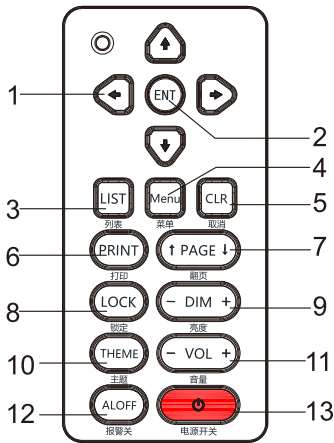 1
ENT
2
4
LIST
Menu
CLR
5
3
列表
菜单
取消
6
PRINT
↑ PAGE ↓
7
打印
翻页
LOCK
− DIM +
9
8
锁定
亮度
THEME
− VOL +
10
11
主题
音量
ALOFF
12
13
报警关
电源开关